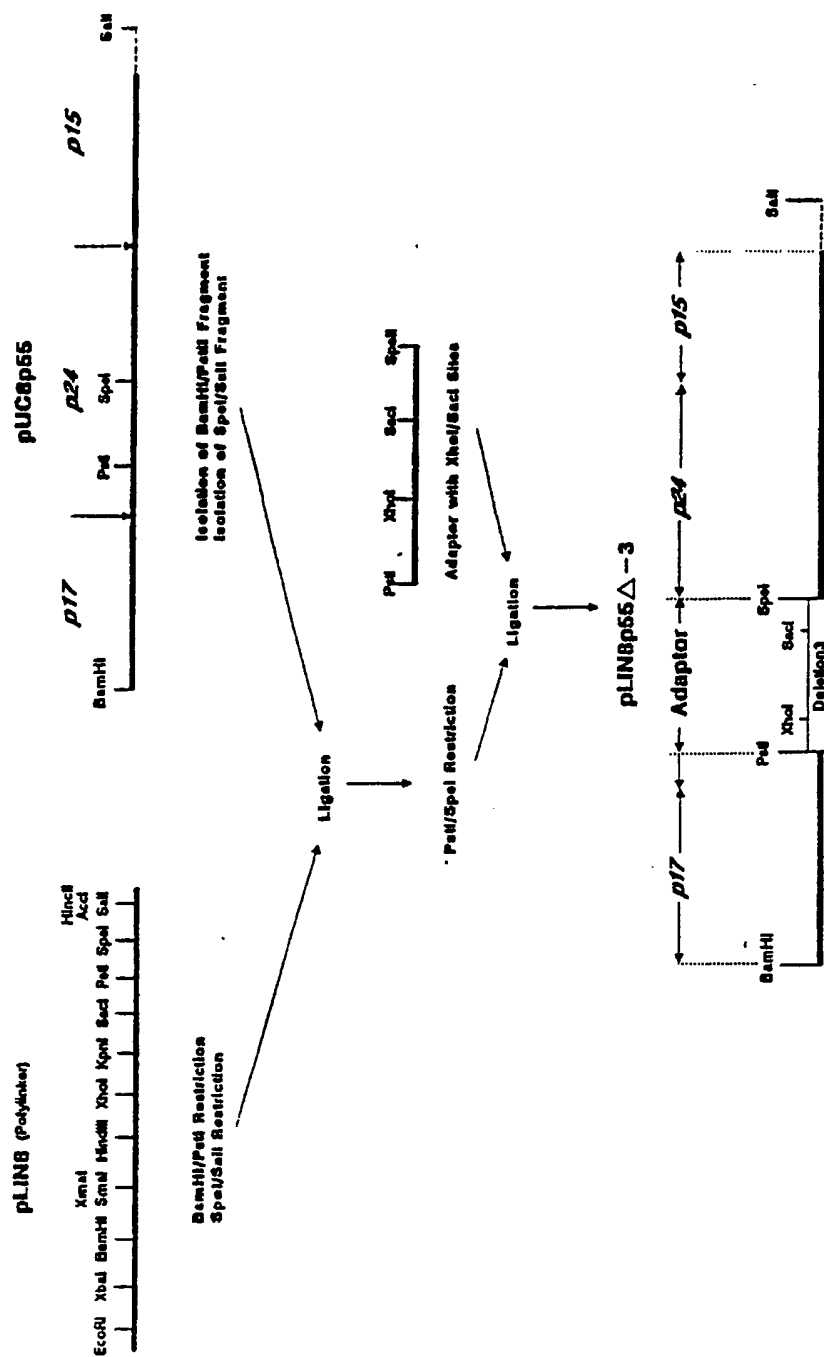 pLIN8 (Polylinker)
HincII
XmaI AccI
EcoRI XbaI BamHI SmaI HindIII XhoI KpnI SacI PstI SpeI SalI
pUC8p55
p17 p24 p15
BamHI PstI SpeI SalI
BamHI/PstI Restriction
SpeI/SalI Restriction
Isolation of BamHI/PstI Fragment
Isolation of SpeI/SalI Fragment
Ligation
PstI/SpeI Restriction
PstI XhoI SacI SpeI
Adaptor with XhoI/SacI Sites
Ligation
pLIN8p55△-3
p17 Adaptor p24 p15
BamHI PstI SpeI SalI
XhoI SacI
Deletion3